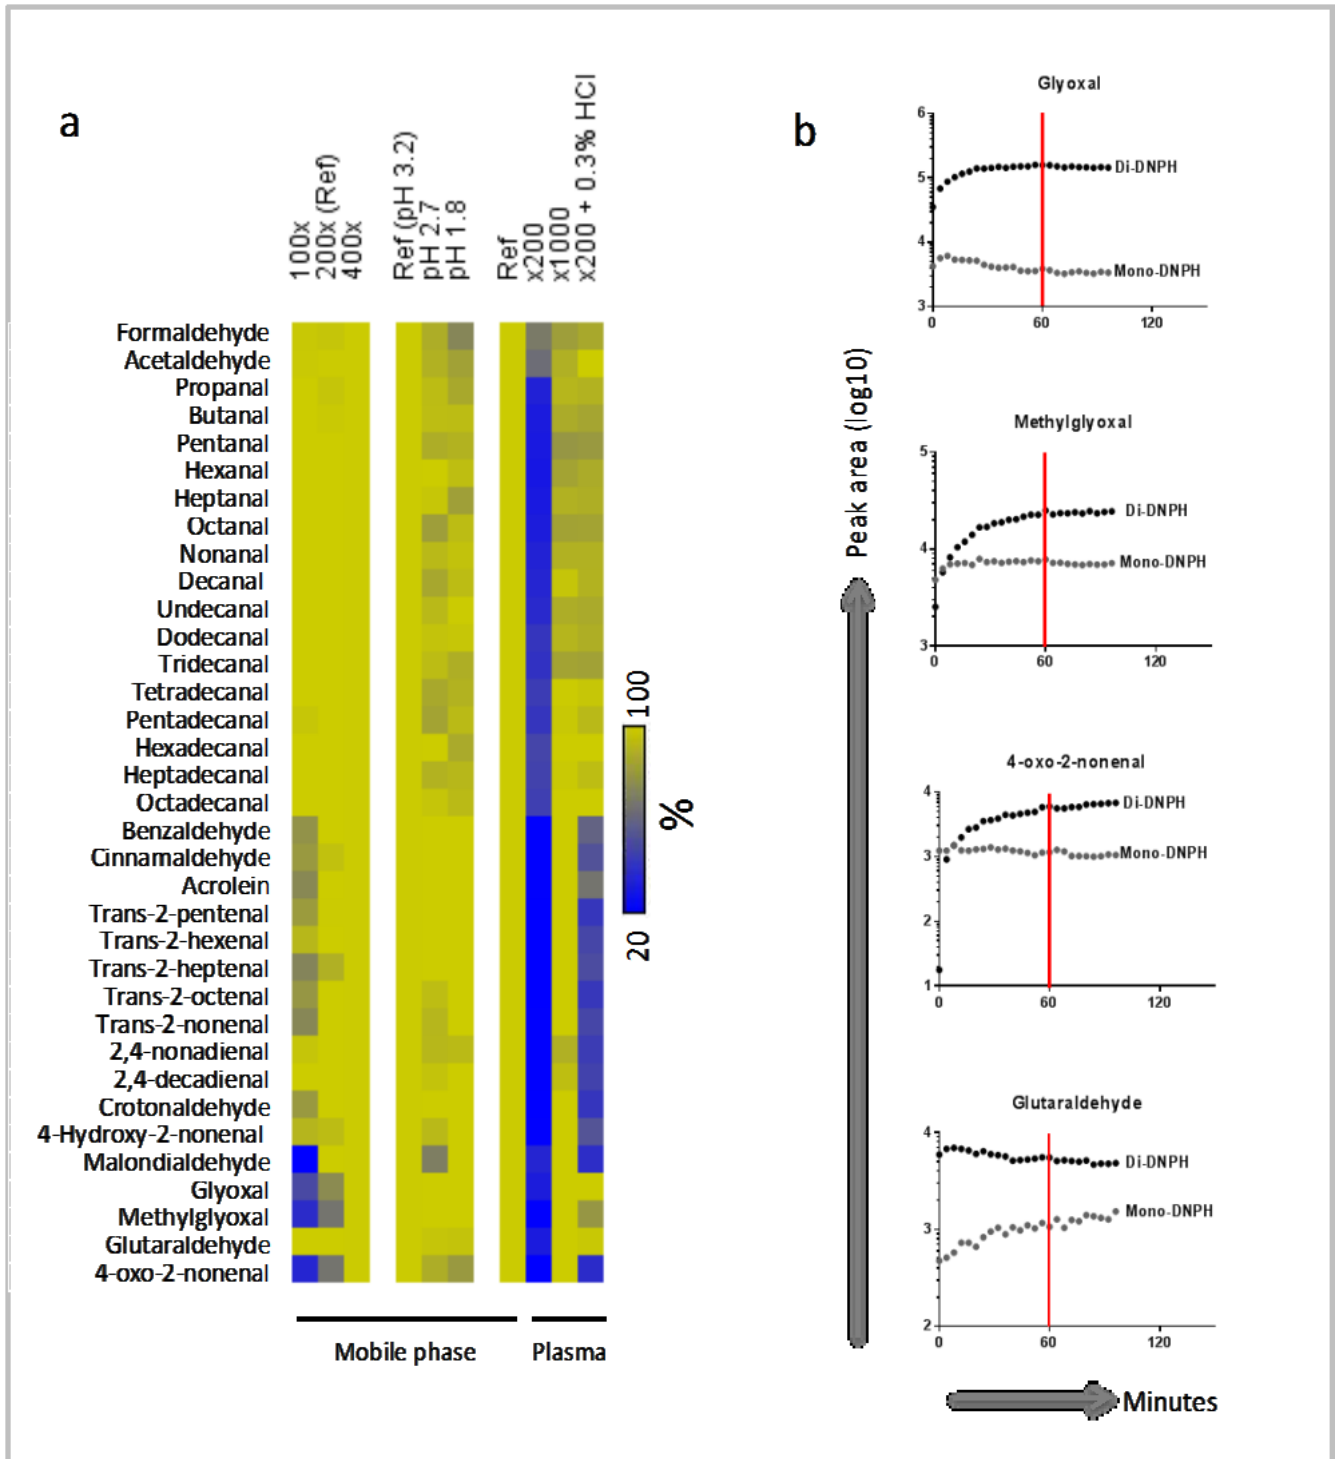 a
100x
200x (Ref)
400x
Ref (pH 3.2)
pH 2.7
pH 1.8
Ref
x200
x1000
x200 + 0.3% HCl
Formaldehyde
Acetaldehyde
Propanal
Butanal
Pentanal
Hexanal
Heptanal
Octanal
Nonanal
Decanal
Undecanal
Dodecanal
Tridecanal
Tetradecanal
Pentadecanal
Hexadecanal
Heptadecanal
Octadecanal
Benzaldehyde
Cinnamaldehyde
Acrolein
Trans-2-pentenal
Trans-2-hexenal
Trans-2-heptenal
Trans-2-octenal
Trans-2-nonenal
2,4-nonadienal
2,4-decadienal
Crotonaldehyde
4-Hydroxy-2-nonenal
Malondialdehyde
Glyoxal
Methylglyoxal
Glutaraldehyde
4-oxo-2-nonenal
Mobile phase
Plasma
100
%
20
b
Peak area (log10)
Glyoxal
6
5
4
3
0
60
120
Di-DNPH
Mono-DNPH
Methylglyoxal
5
4
3
0
60
120
Di-DNPH
Mono-DNPH
4-oxo-2-nonenal
4
3
2
1
0
60
120
Di-DNPH
Mono-DNPH
Glutaraldehyde
4
3
2
0
60
120
Di-DNPH
Mono-DNPH
Minutes